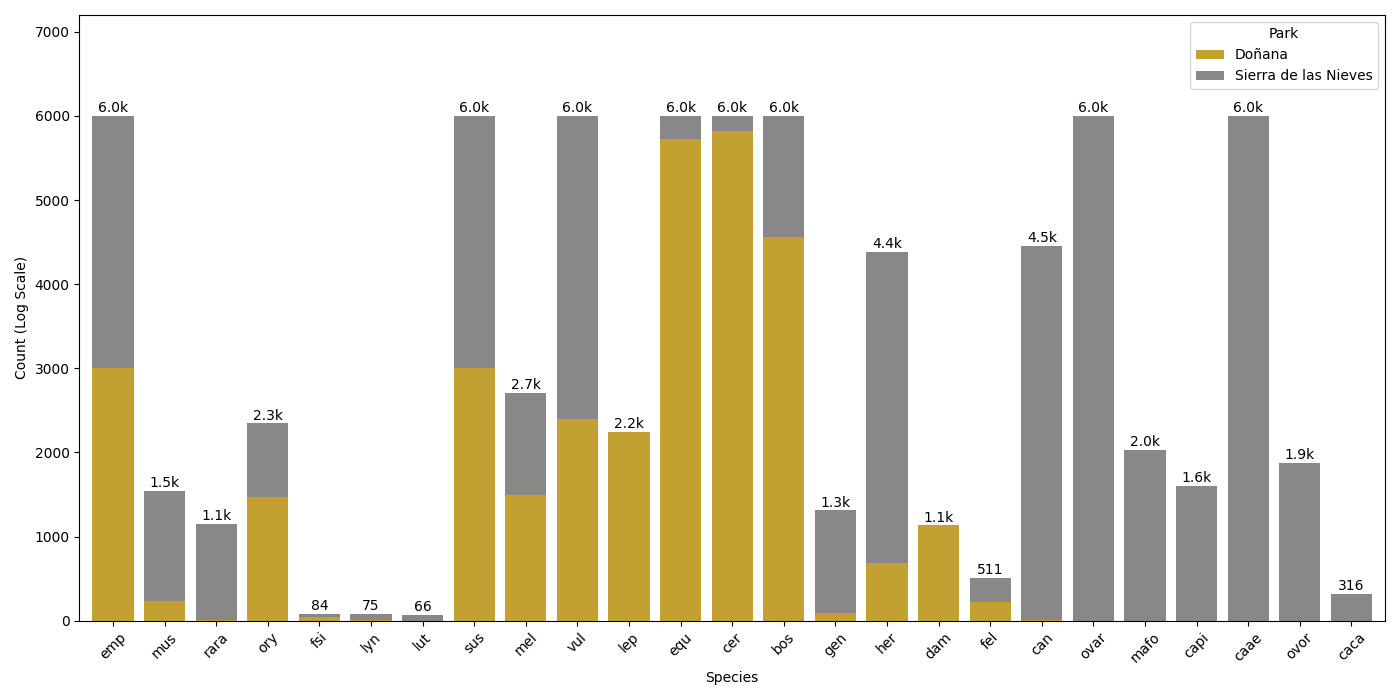 Park
Doñana
Sierra de las Nieves
Count (Log Scale)
7000
6000
5000
4000
3000
2000
1000
0
6.0k
1.5k
1.1k
2.3k
84
75
66
6.0k
2.7k
6.0k
2.2k
6.0k
6.0k
6.0k
1.3k
4.4k
1.1k
511
4.5k
6.0k
2.0k
1.6k
6.0k
1.9k
316
emp
mus
rara
ory
fsi
lyn
lut
sus
mel
vul
lep
equ
cer
bos
gen
her
dam
fel
can
ovar
mafo
capi
caae
ovor
caca
Species